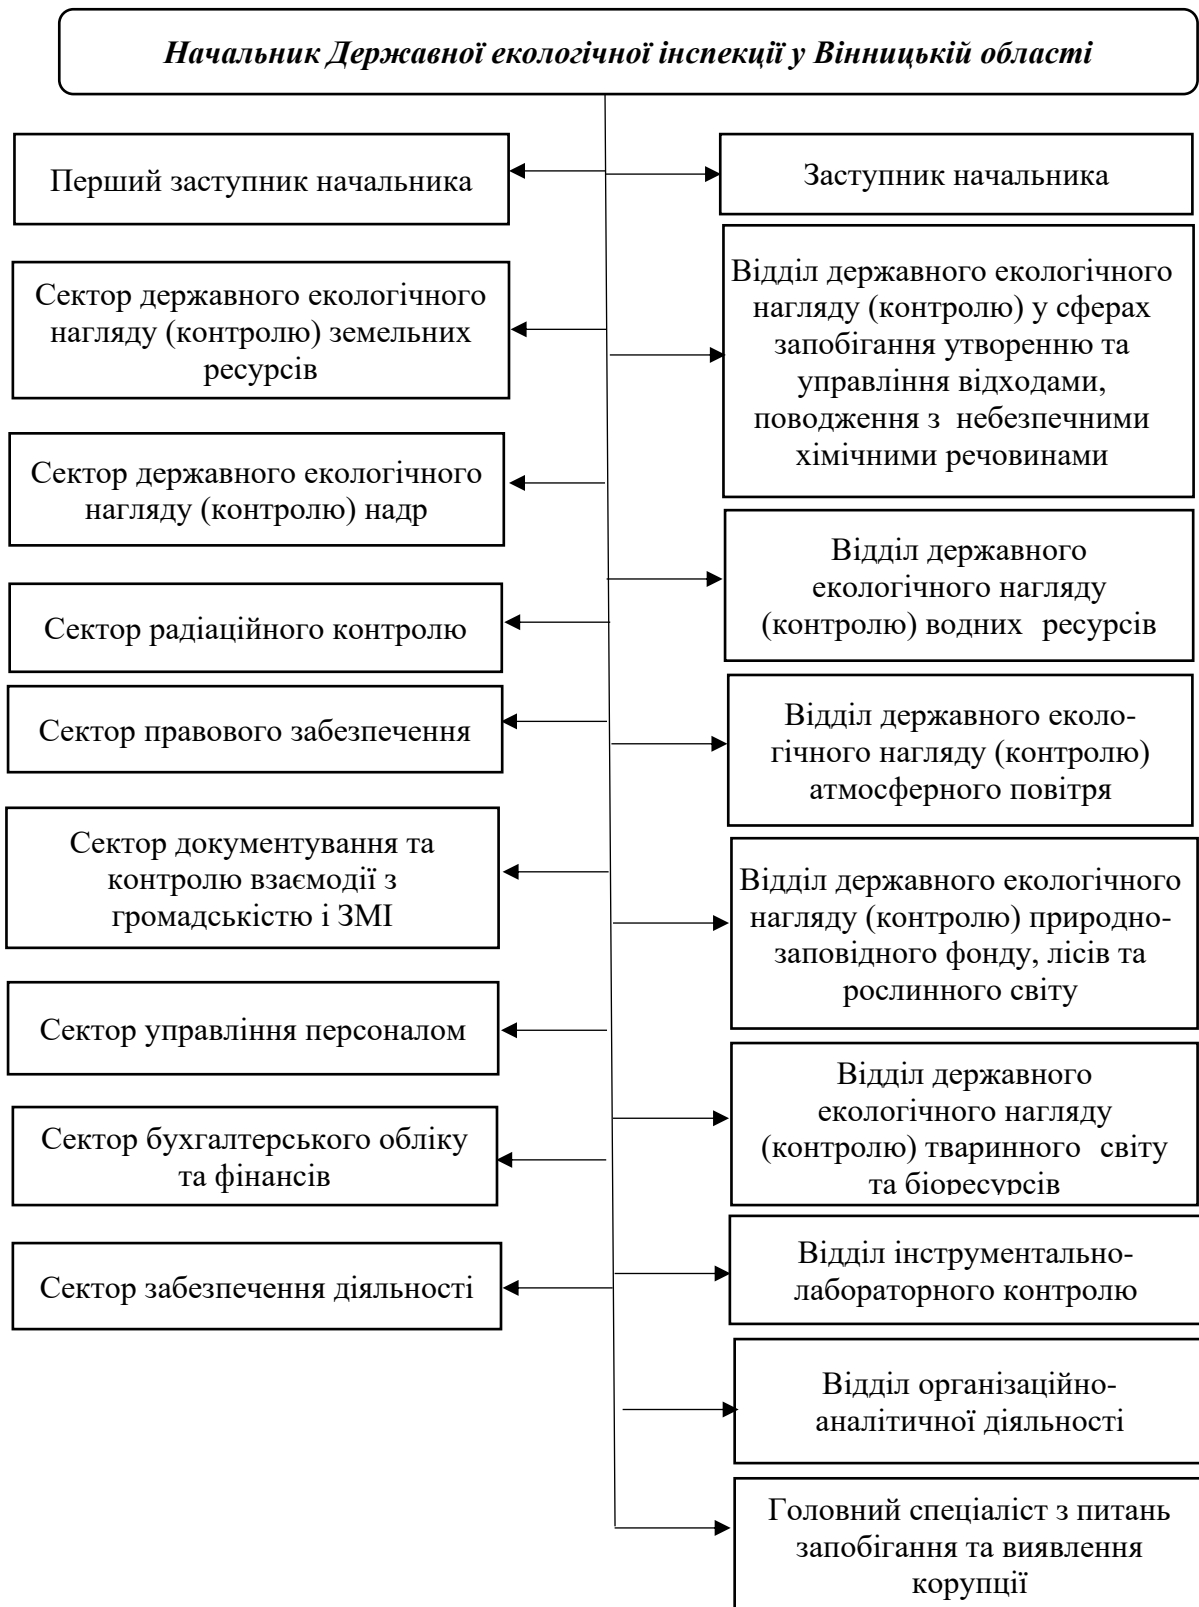 Начальник Державної екологічної інспекції у Вінницькій області
Перший заступник начальника
Заступник начальника
Сектор державного екологічного
нагляду (контролю) земельних
ресурсів
Відділ державного екологічного
нагляду (контролю) у сферах
запобігання утворенню та
управління відходами,
поводження з небезпечними
хімічними речовинами
Сектор державного екологічного
нагляду (контролю) надр
Відділ державного
екологічного нагляду
(контролю) водних ресурсів
Сектор радіаційного контролю
Сектор правового забезпечення
Відділ державного еколо-
гічного нагляду (контролю)
атмосферного повітря
Сектор документування та
контролю взаємодії з
громадськістю і ЗМІ
Відділ державного екологічного
нагляду (контролю) природно-
заповідного фонду, лісів та
рослинного світу
Сектор управління персоналом
Відділ державного
екологічного нагляду
(контролю) тваринного світу
та біоресурсів
Сектор бухгалтерського обліку
та фінансів
Відділ інструментально-
лабораторного контролю
Сектор забезпечення діяльності
Відділ організаційно-
аналітичної діяльності
Головний спеціаліст з питань
запобігання та виявлення
корупції